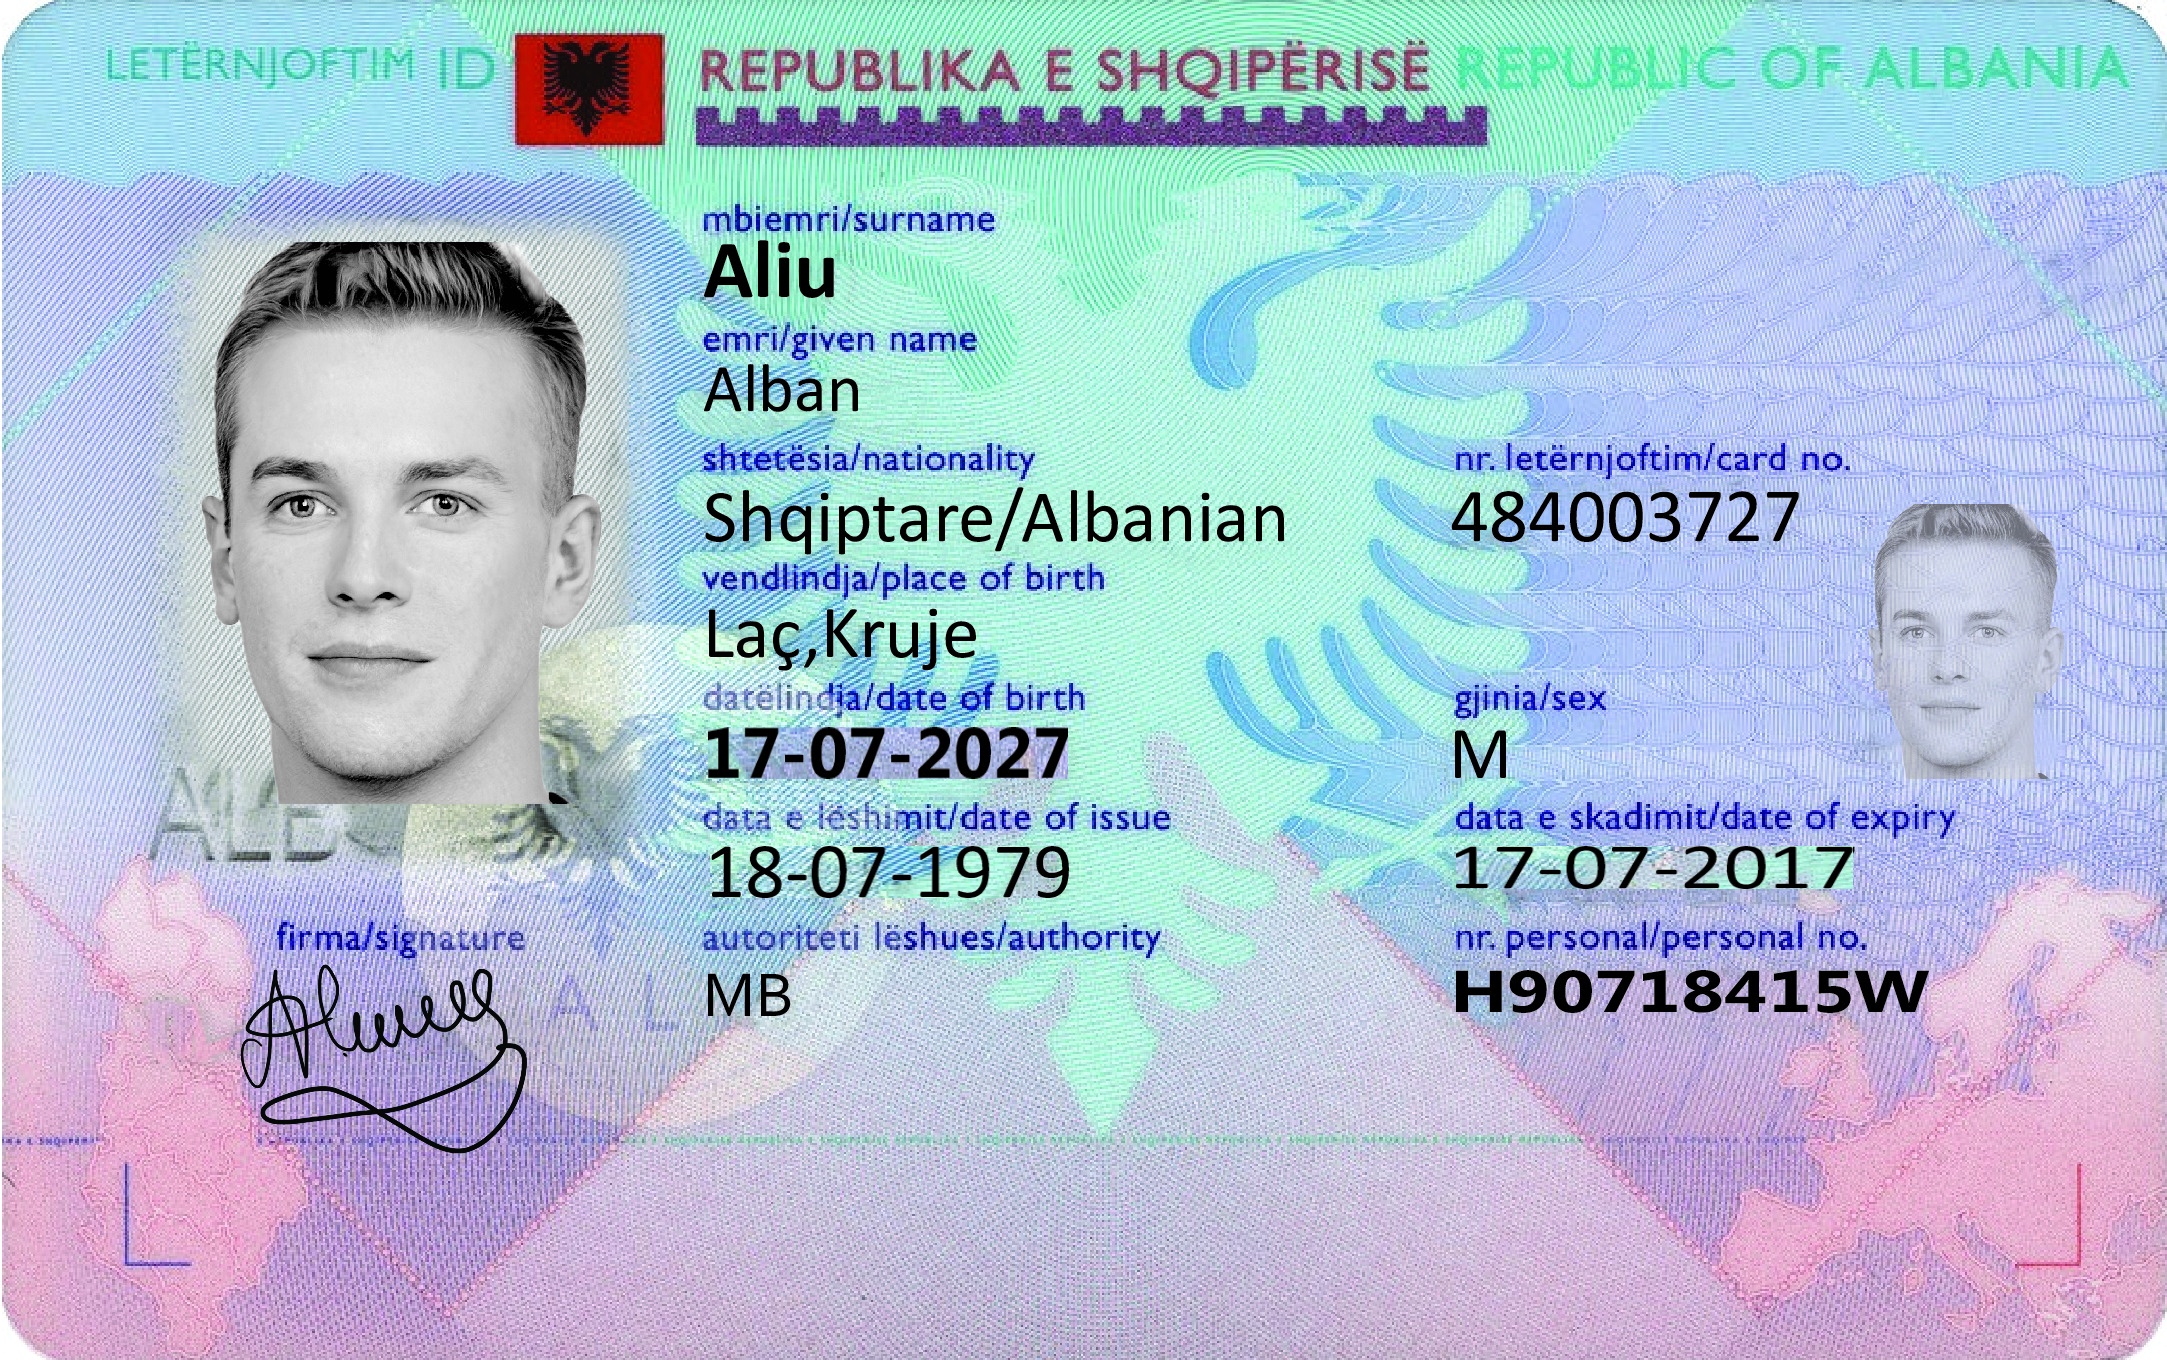 LETËRNJOFTIM ID REPUBLIKA E SHQIPËRISË REPUBLIC OF ALBANIA
mbiemri/surname
Aliu
emri/given name
Alban
shtetësia/nationality nr. letërnjoftim/card no.
Shqiptare/Albanian 484003727
vendlindja/place of birth
Laç,Kruje
datëlindja/date of birth gjinia/sex
17-07-2027 M
data e lëshimit/date of issue data e skadimit/date of expiry
18-07-1979 17-07-2017
firma/signature autoriteti lëshues/authority nr. personal/personal no.
MB H90718415W